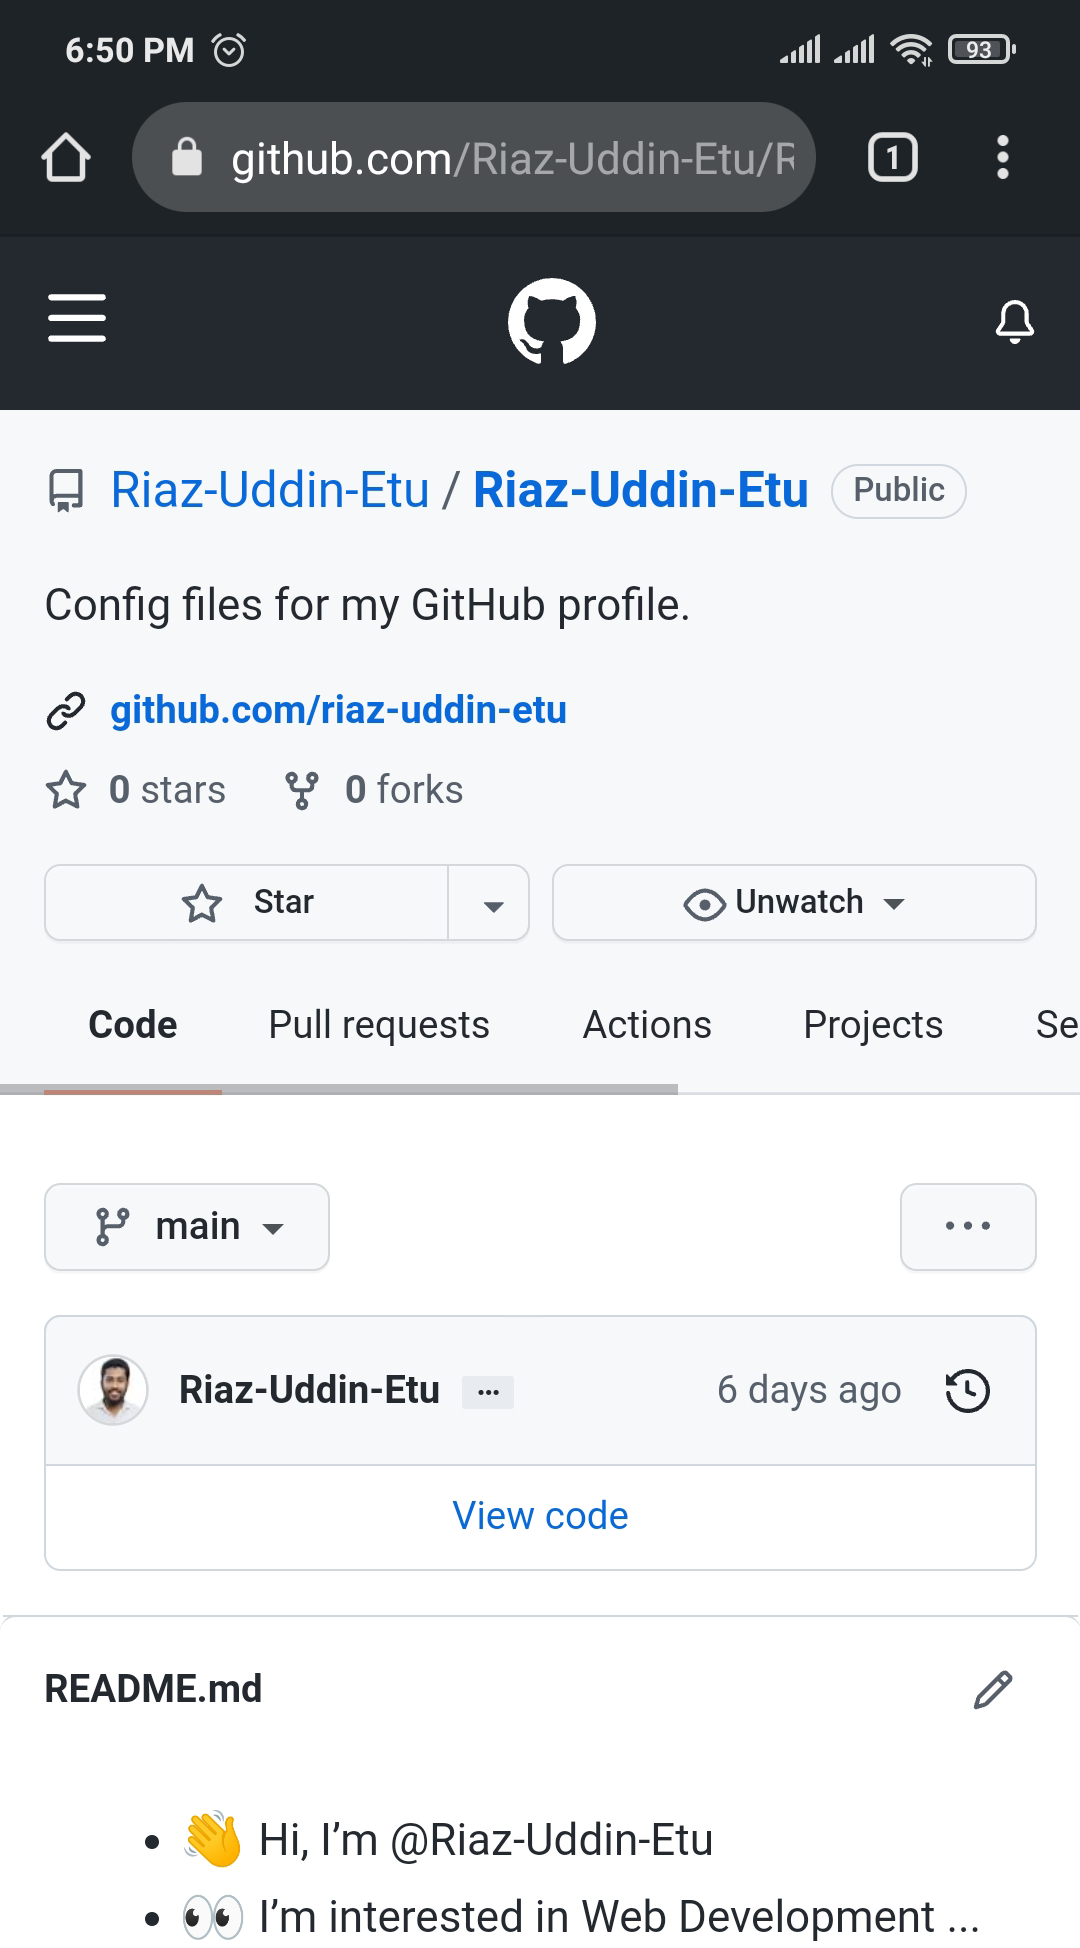 6:50 PM 93
github.com/Riaz-Uddin-Etu/R 1
Riaz-Uddin-Etu / Riaz-Uddin-Etu Public
Config files for my GitHub profile.
github.com/riaz-uddin-etu
0 stars 0 forks
Star Unwatch
Code Pull requests Actions Projects Se
main ...
Riaz-Uddin-Etu ... 6 days ago
View code
README.md
👋 Hi, I’m @Riaz-Uddin-Etu
👀 I’m interested in Web Development ...